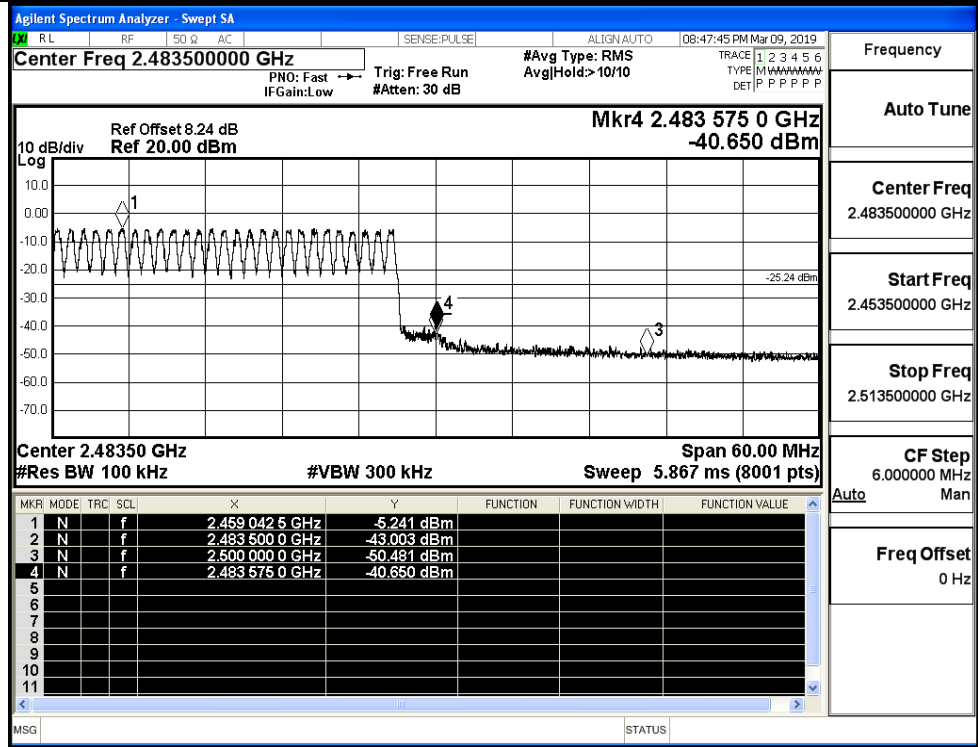 Agilent Spectrum Analyzer - Swept SA
LXI RL RF 50 Ω AC SENSE:PULSE ALIGN AUTO 08:47:45 PM Mar 09, 2019
Center Freq 2.483500000 GHz
PNO: Fast
IFGain:Low
Trig: Free Run
#Atten: 30 dB
#Avg Type: RMS
Avg|Hold:>10/10
TRACE 1 2 3 4 5 6
TYPE M WWWWW
DET P P P P P P
Mkr4 2.483 575 0 GHz
-40.650 dBm
Ref Offset 8.24 dB
10 dB/div Ref 20.00 dBm
Log
10.0
0.00
-10.0
-20.0
-30.0
-40.0
-50.0
-60.0
-70.0
1
-25.24 dBm
4
3
Center 2.48350 GHz Span 60.00 MHz
#Res BW 100 kHz #VBW 300 kHz Sweep 5.867 ms (8001 pts)
MKR MODE TRC SCL X Y FUNCTION FUNCTION WIDTH FUNCTION VALUE
1 N f 2.459 042 5 GHz -5.241 dBm
2 N f 2.483 500 0 GHz -43.003 dBm
3 N f 2.500 000 0 GHz -50.481 dBm
4 N f 2.483 575 0 GHz -40.650 dBm
5
6
7
8
9
10
11
MSG STATUS
Frequency
Auto Tune
Center Freq
2.483500000 GHz
Start Freq
2.453500000 GHz
Stop Freq
2.513500000 GHz
CF Step
6.000000 MHz
Auto Man
Freq Offset
0 Hz